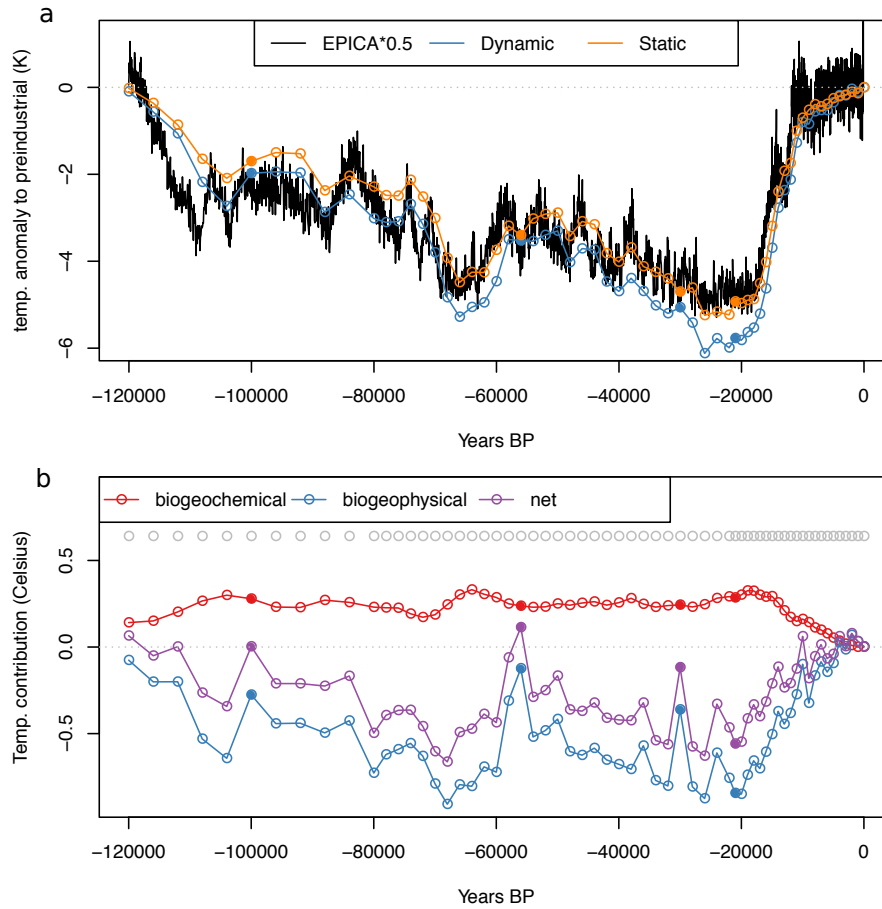 a
EPICA*0.5 Dynamic Static
temp. anomaly to preindustrial (K)
0
−2
−4
−6
−120000 −100000 −80000 −60000 −40000 −20000 0
Years BP
b
biogeochemical biogeophysical net
Temp. contribution (Celsius)
0.5
0.0
−0.5
−120000 −100000 −80000 −60000 −40000 −20000 0
Years BP